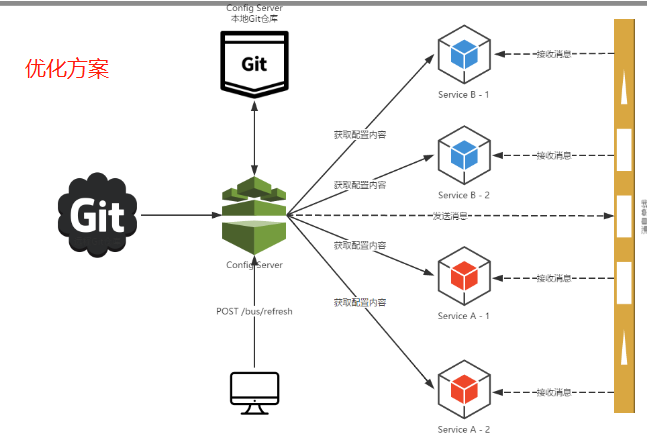 Config Server
本地Git仓库
优化方案
Git
Service B - 1
接收消息
获取配置内容
Service B - 2
接收消息
获取配置内容
Git
发送消息
Config Server
获取配置内容
Service A - 1
接收消息
获取配置内容
POST /bus/refresh
Service A - 2
接收消息